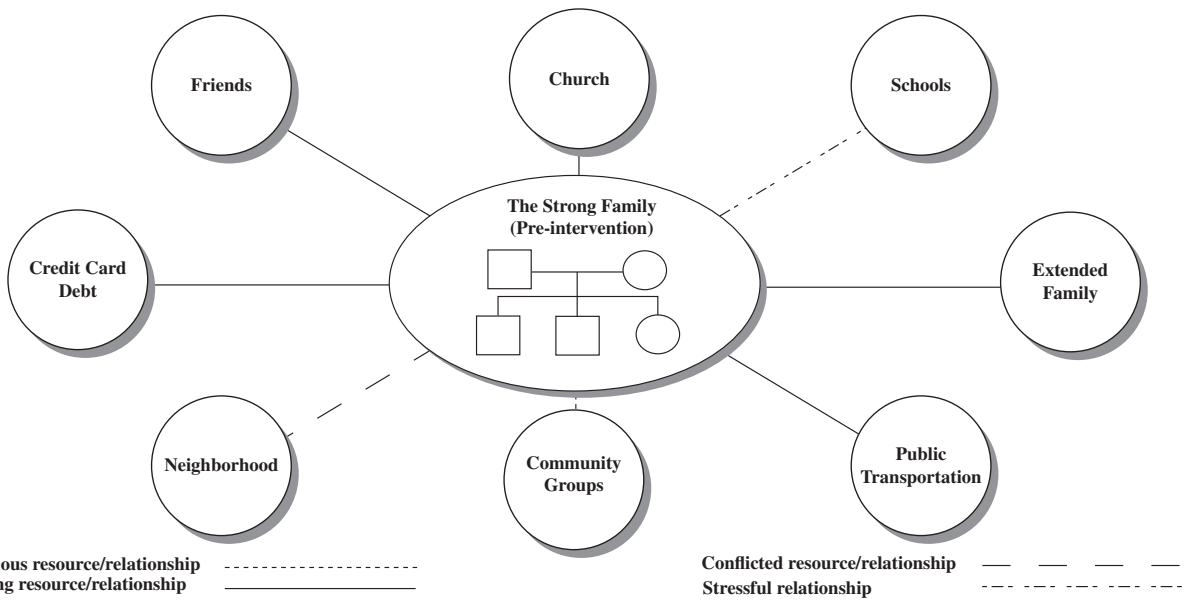 Friends
Church
Schools
The Strong Family
(Pre-intervention)
Credit Card
Debt
Extended
Family
Neighborhood
Community
Groups
Public
Transportation
resource/relationship
resource/relationship
Conflicted resource/relationship
Stressful relationship